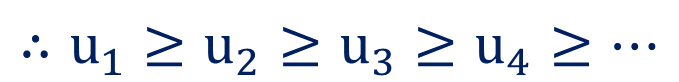 ∴ u₁ ≥ u₂ ≥ u₃ ≥ u₄ ≥ ⋯